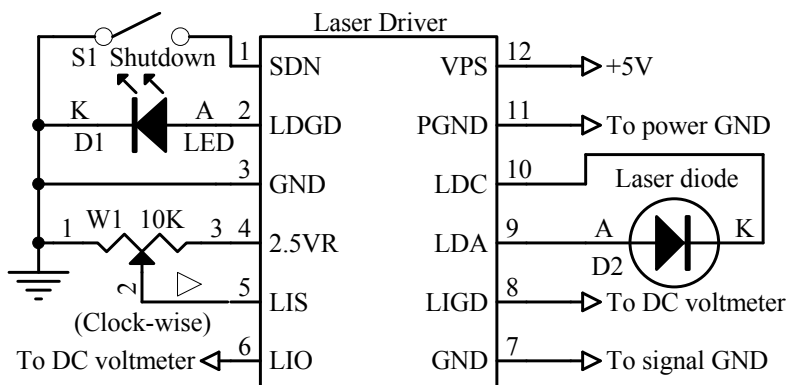 Laser Driver
S1 Shutdown 1 SDN VPS 12 +5V
K A 2 LDGD PGND 11 To power GND
D1 LED
3 GND LDC 10 Laser diode
1 W1 10K 3 4 2.5VR LDA 9 A K
D2
2 5 LIS LIGD 8 To DC voltmeter
(Clock-wise)
To DC voltmeter 6 LIO GND 7 To signal GND